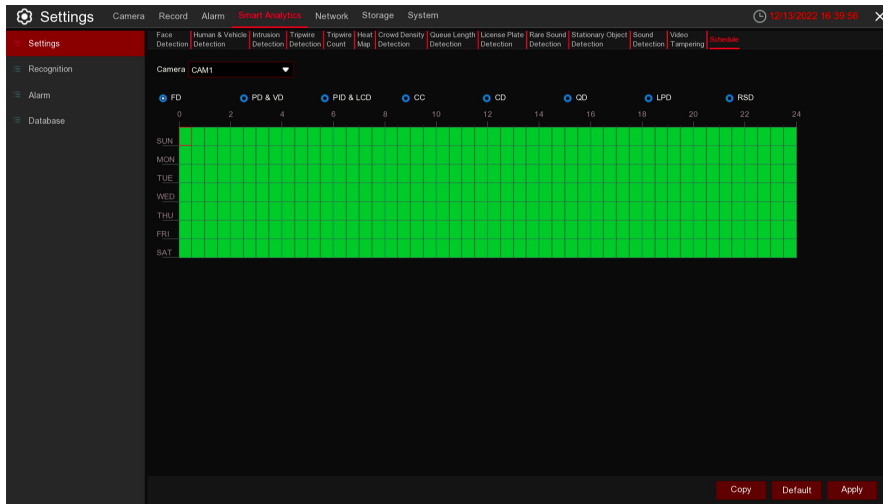 Settings Camera Record Alarm Smart Analytics Network Storage System 12/13/2022 16:39:56 X
Settings
Recognition
Alarm
Database
Face Detection
Human & Vehicle Detection
Intrusion Detection
Tripwire Detection
Tripwire Count
Heat Map
Crowd Density Detection
Queue Length Detection
License Plate Detection
Rare Sound Detection
Stationary Object Detection
Sound Detection
Video Tampering
Schedule
Camera CAM1
FD PD & VD PID & LCD CC CD QD LPD RSD
0 2 4 6 8 10 12 14 16 18 20 22 24
SUN
MON
TUE
WED
THU
FRI
SAT
Copy Default Apply